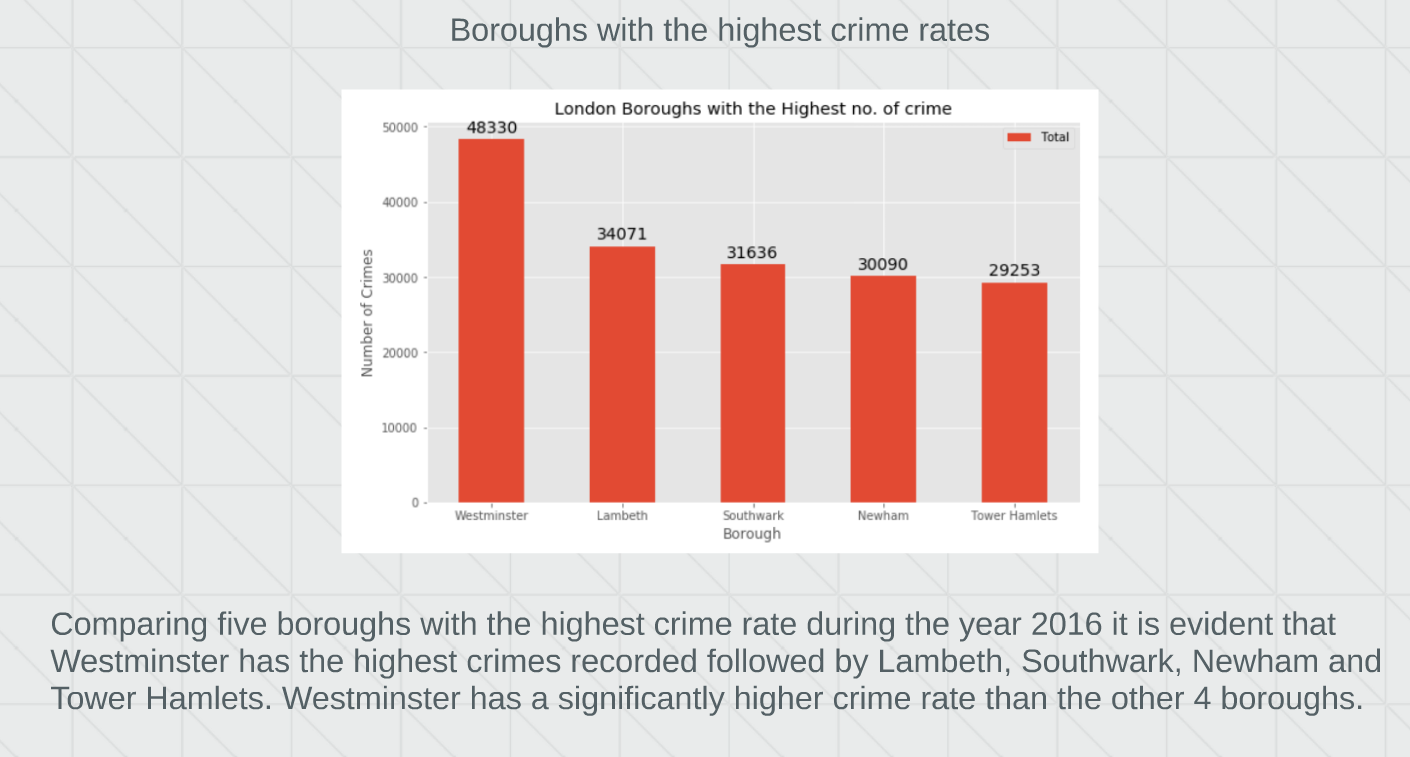 Boroughs with the highest crime rates
London Boroughs with the Highest no. of crime
Total
Number of Crimes
50000
40000
30000
20000
10000
0
48330
34071
31636
30090
29253
Westminster
Lambeth
Southwark
Newham
Tower Hamlets
Borough
Comparing five boroughs with the highest crime rate during the year 2016 it is evident that
Westminster has the highest crimes recorded followed by Lambeth, Southwark, Newham and
Tower Hamlets. Westminster has a significantly higher crime rate than the other 4 boroughs.